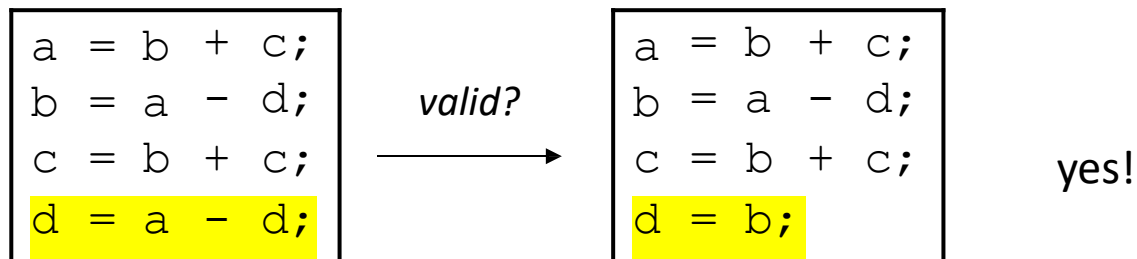 a = b + c;
b = a - d;
c = b + c;
d = a - d;
valid?
a = b + c;
b = a - d;
c = b + c;
d = b;
yes!